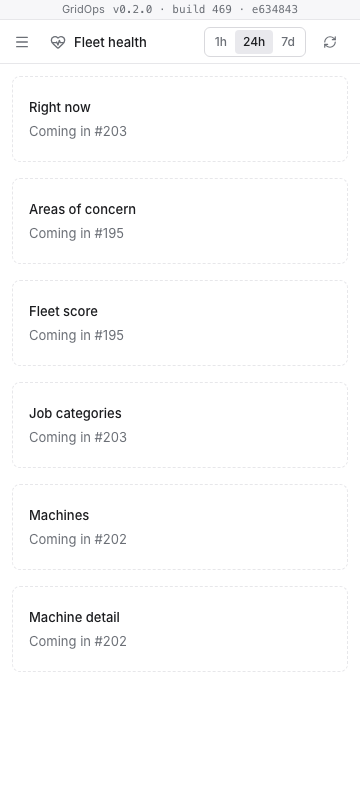 GridOps v0.2.0 · build 469 · e634843
Fleet health 1h 24h 7d
Right now
Coming in #203
Areas of concern
Coming in #195
Fleet score
Coming in #195
Job categories
Coming in #203
Machines
Coming in #202
Machine detail
Coming in #202